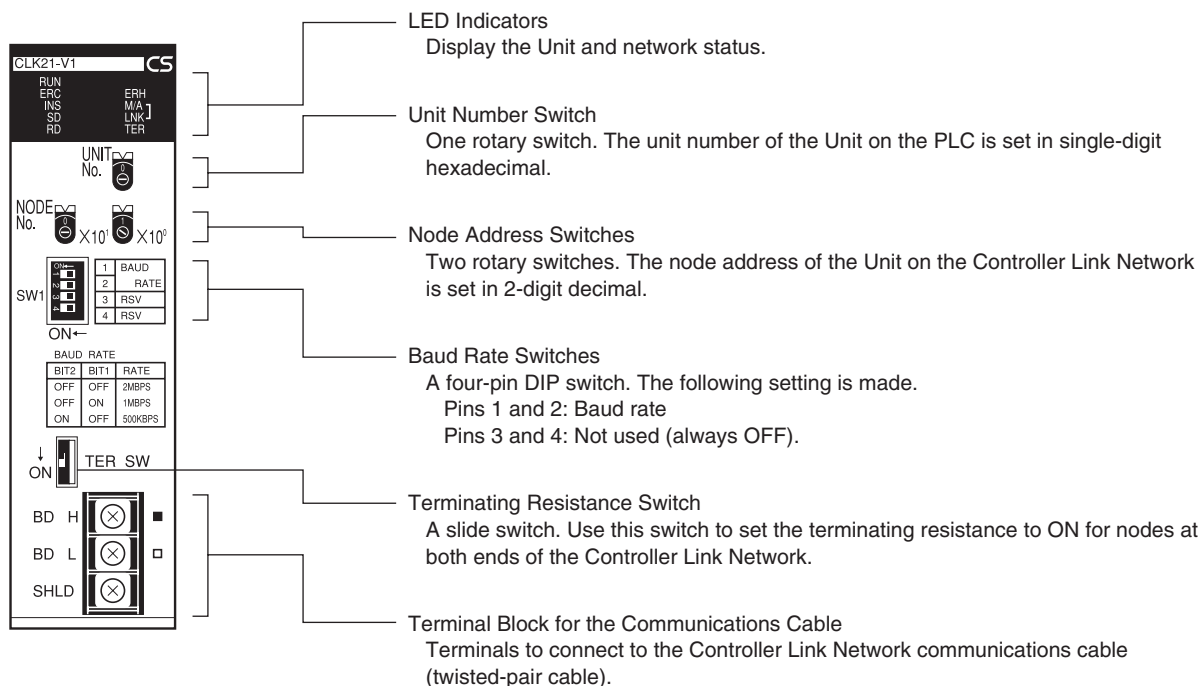 CLK21-V1 CS
RUN
ERC ERH
INS M/A
SD LNK
RD TER
UNIT
No. 0
NODE
No. 0 X10¹ 1 X10⁰
SW1 ON← 1 2 3 4
1 BAUD
2 RATE
3 RSV
4 RSV
ON←
BAUD RATE
BIT2 BIT1 RATE
OFF OFF 2MBPS
OFF ON 1MBPS
ON OFF 500KBPS
↓
ON TER SW
BD H ■
BD L □
SHLD
LED Indicators
Display the Unit and network status.
Unit Number Switch
One rotary switch. The unit number of the Unit on the PLC is set in single-digit
hexadecimal.
Node Address Switches
Two rotary switches. The node address of the Unit on the Controller Link Network
is set in 2-digit decimal.
Baud Rate Switches
A four-pin DIP switch. The following setting is made.
Pins 1 and 2: Baud rate
Pins 3 and 4: Not used (always OFF).
Terminating Resistance Switch
A slide switch. Use this switch to set the terminating resistance to ON for nodes at
both ends of the Controller Link Network.
Terminal Block for the Communications Cable
Terminals to connect to the Controller Link Network communications cable
(twisted-pair cable).